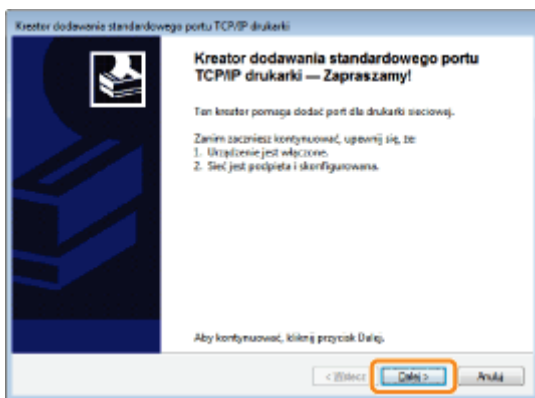 Kreator dodawania standardowego portu TCP/IP drukarki
Kreator dodawania standardowego portu
TCP/IP drukarki — Zapraszamy!
Ten kreator pomaga dodać port dla drukarki sieciowej.
Zanim zaczniesz kontynuować, upewnij się, że:
1. Urządzenie jest włączone.
2. Sieć jest podpięta i skonfigurowana.
Aby kontynuować, kliknij przycisk Dalej.
< Wstecz
Dalej >
Anuluj